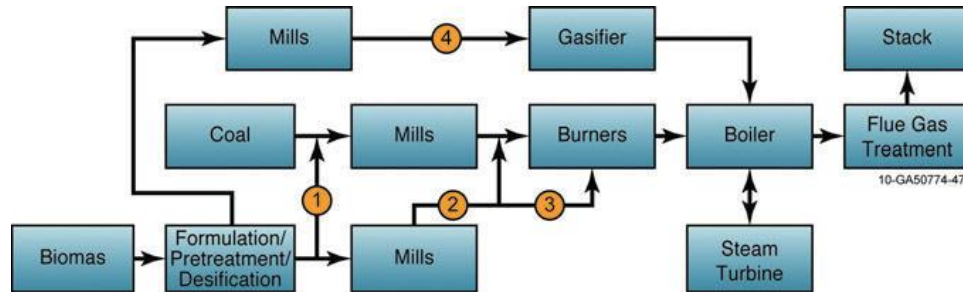 Mills
4
Gasifier
Stack
Coal
Mills
Burners
Boiler
Flue Gas
Treatment
10-GA50774-47
1
2
3
Biomas
Formulation/
Pretreatment/
Desification
Mills
Steam
Turbine